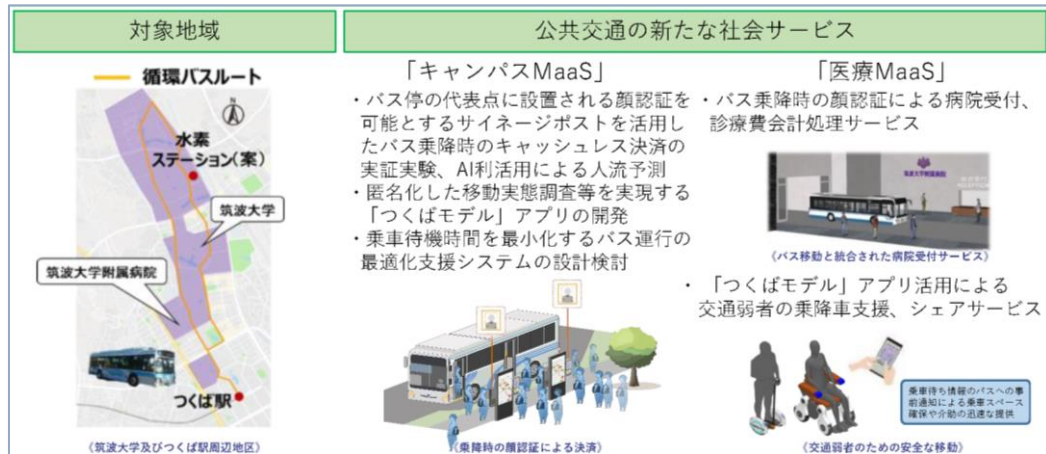 対象地域
循環バスルート
N
水素
ステーション(案)
筑波大学
筑波大学附属病院
つくば駅
《筑波大学及びつくば駅周辺地区》
公共交通の新たな社会サービス
「キャンパスMaaS」
・バス停の代表点に設置される顔認証を
可能とするサイネージポストを活用し
たバス乗降時のキャッシュレス決済の
実証実験、AI利活用による人流予測
・匿名化した移動実態調査等を実現する
「つくばモデル」アプリの開発
・乗車待機時間を最小化するバス運行の
最適化支援システムの設計検討
《乗降時の顔認証による決済》
「医療MaaS」
・バス乗降時の顔認証による病院受付、
診療費会計処理サービス
筑波大学附属病院
《バス移動と統合された病院受付サービス》
・「つくばモデル」アプリ活用による
交通弱者の乗降車支援、シェアサービス
乗車待ち情報のバスへの事
前通知による乗車スペース
確保や介助の迅速な提供
《交通弱者のための安全な移動》